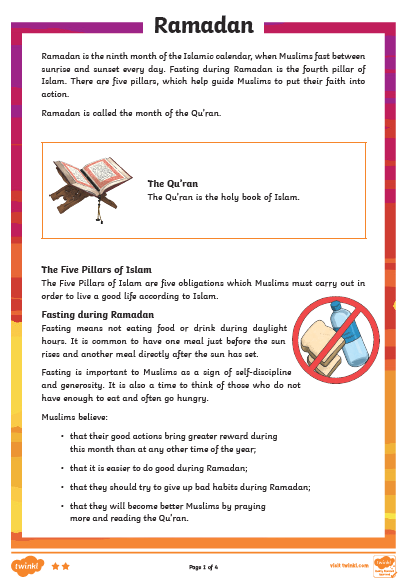 Ramadan
Ramadan is the ninth month of the Islamic calendar, when Muslims fast between
sunrise and sunset every day. Fasting during Ramadan is the fourth pillar of
Islam. There are five pillars, which help guide Muslims to put their faith into
action.
Ramadan is called the month of the Qu'ran.
The Qu'ran
The Qu'ran is the holy book of Islam.
The Five Pillars of Islam
The Five Pillars of Islam are five obligations which Muslims must carry out in
order to live a good life according to Islam.
Fasting during Ramadan
Fasting means not eating food or drink during daylight
hours. It is common to have one meal just before the sun
rises and another meal directly after the sun has set.
Fasting is important to Muslims as a sign of self-discipline
and generosity. It is also a time to think of those who do not
have enough to eat and often go hungry.
Muslims believe:
• that their good actions bring greater reward during
this month than at any other time of the year;
• that it is easier to do good during Ramadan;
• that they should try to give up bad habits during Ramadan;
• that they will become better Muslims by praying
more and reading the Qu'ran.
twinkl
Page 1 of 4
visit twinkl.com
twinkl